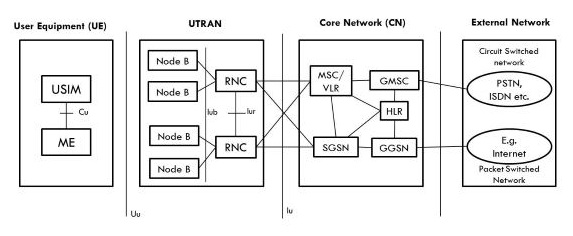 User Equipment (UE)
UTRAN
Core Network (CN)
External Network
USIM
Cu
ME
Node B
Node B
RNC
Iub
Iur
Node B
Node B
RNC
MSC/
VLR
GMSC
HLR
SGSN
GGSN
Circuit Switched
network
PSTN,
ISDN etc.
E.g.
Internet
Packet Switched
Network
Uu
Iu